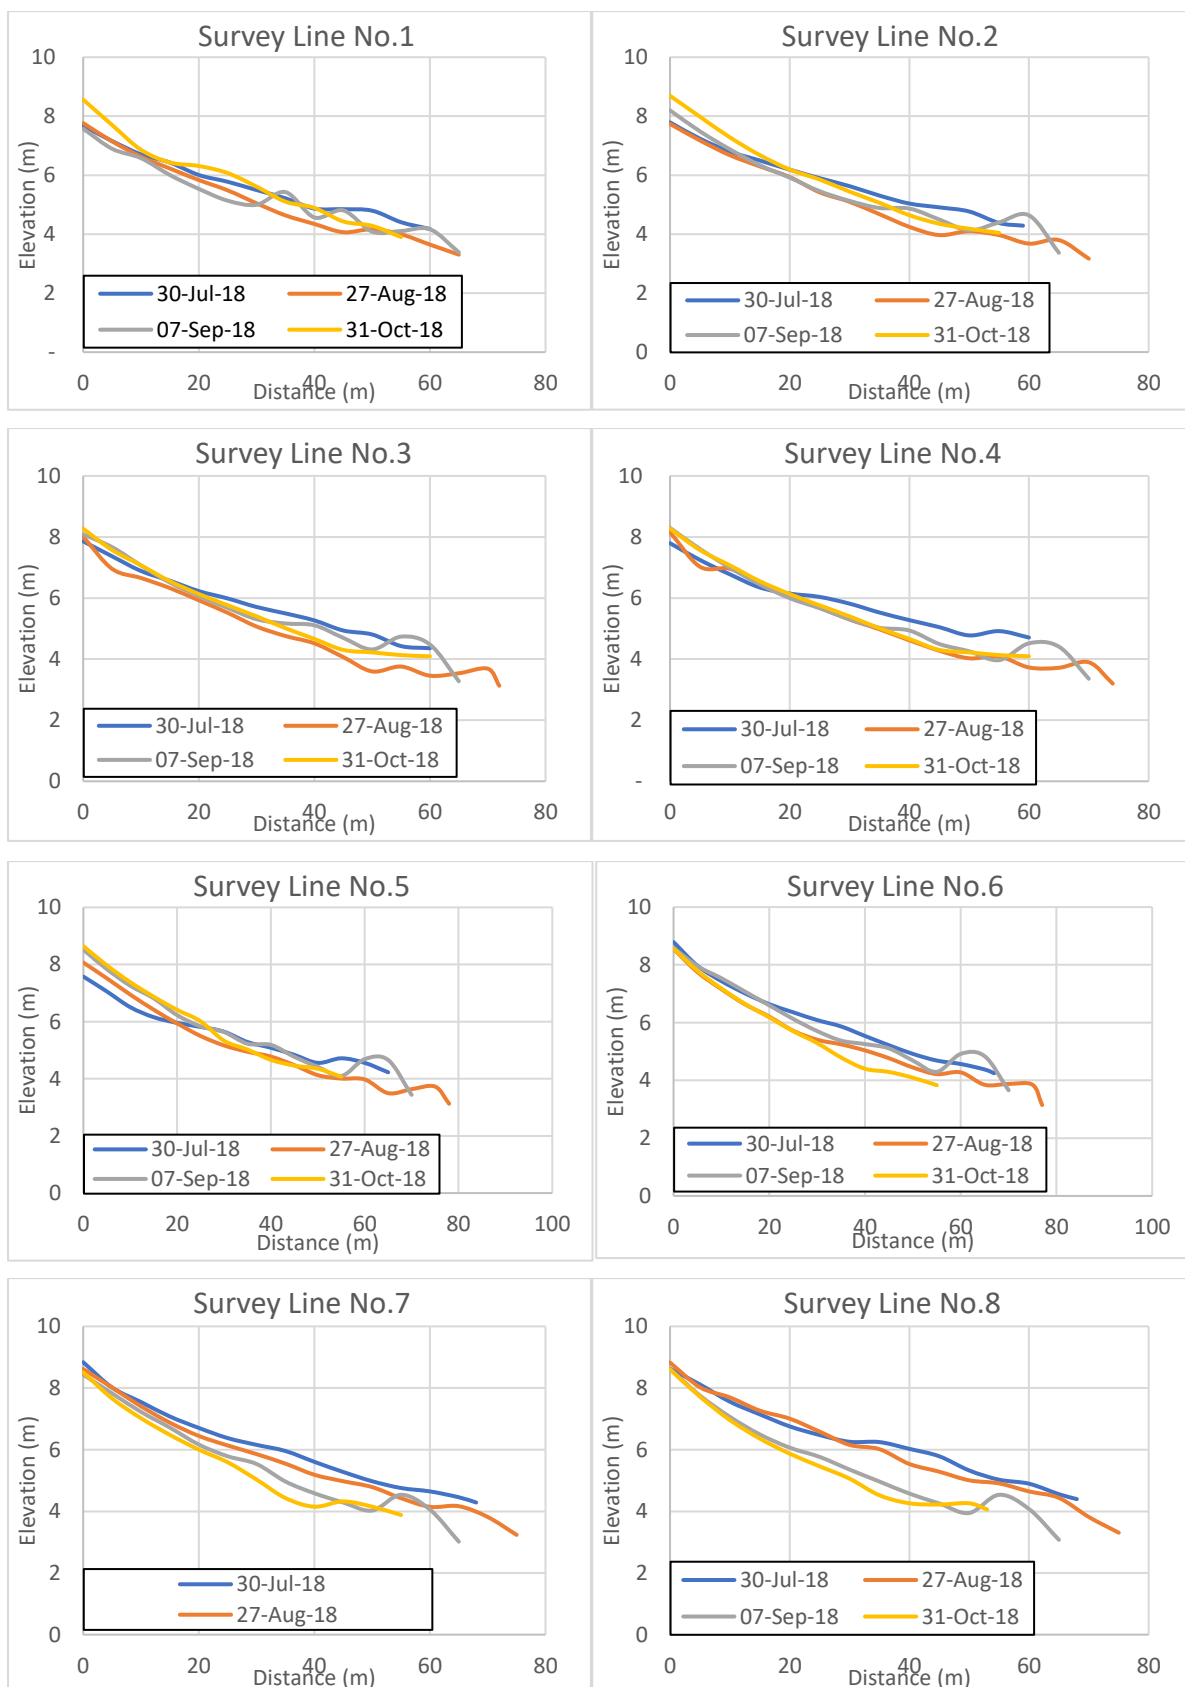 Survey Line No.1
10
8
6
4
2
-
Elevation (m)
30-Jul-18 27-Aug-18
07-Sep-18 31-Oct-18
0 20 40 60 80
Distance (m)
Survey Line No.2
10
8
6
4
2
0
Elevation (m)
30-Jul-18 27-Aug-18
07-Sep-18 31-Oct-18
0 20 40 60 80
Distance (m)
Survey Line No.3
10
8
6
4
2
0
Elevation (m)
30-Jul-18 27-Aug-18
07-Sep-18 31-Oct-18
0 20 40 60 80
Distance (m)
Survey Line No.4
10
8
6
4
2
-
Elevation (m)
30-Jul-18 27-Aug-18
07-Sep-18 31-Oct-18
0 20 40 60 80
Distance (m)
Survey Line No.5
10
8
6
4
2
0
Elevation (m)
30-Jul-18 27-Aug-18
07-Sep-18 31-Oct-18
0 20 40 60 80 100
Distance (m)
Survey Line No.6
10
8
6
4
2
0
Elevation (m)
30-Jul-18 27-Aug-18
07-Sep-18 31-Oct-18
0 20 40 60 80 100
Distance (m)
Survey Line No.7
10
8
6
4
2
0
Elevation (m)
30-Jul-18
27-Aug-18
0 20 40 60 80
Distance (m)
Survey Line No.8
10
8
6
4
2
0
Elevation (m)
30-Jul-18 27-Aug-18
07-Sep-18 31-Oct-18
0 20 40 60 80
Distance (m)